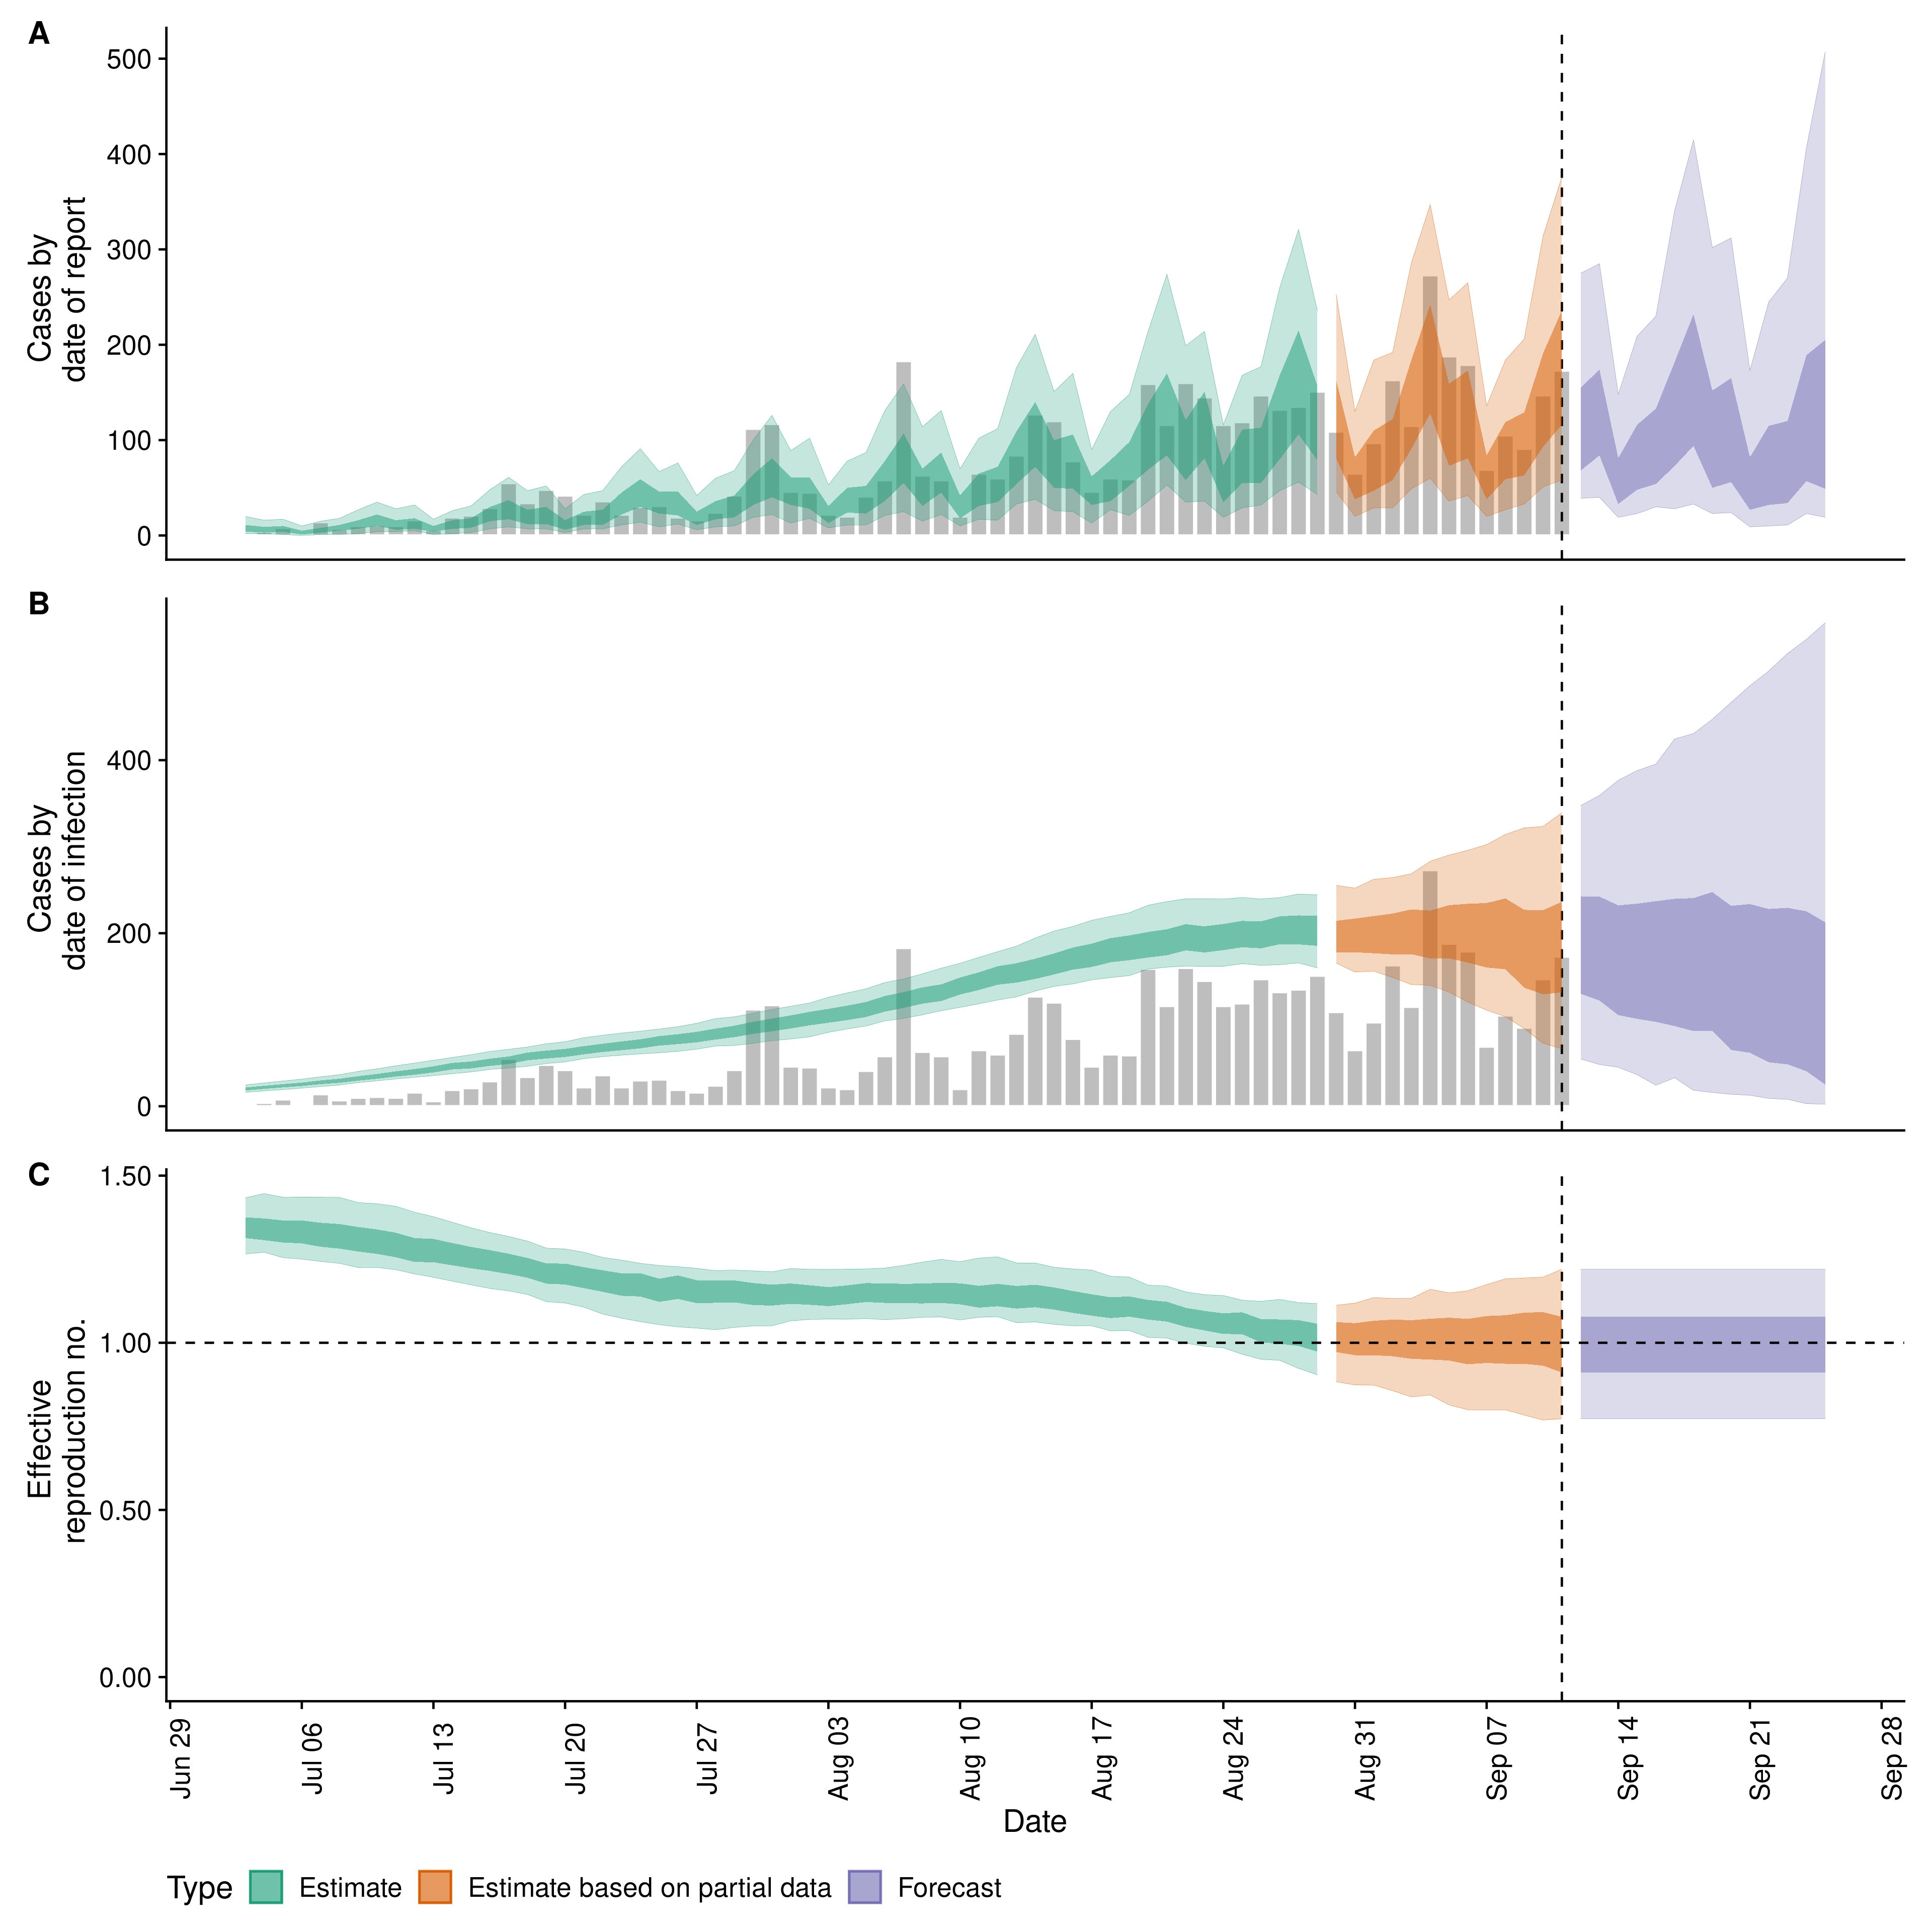 A
500
400
300
200
100
0
Cases by
date of report
B
400
200
0
Cases by
date of infection
C
1.50
1.00
0.50
0.00
Effective
reproduction no.
Jun 29
Jul 06
Jul 13
Jul 20
Jul 27
Aug 03
Aug 10
Aug 17
Aug 24
Aug 31
Sep 07
Sep 14
Sep 21
Sep 28
Date
Type Estimate Estimate based on partial data Forecast